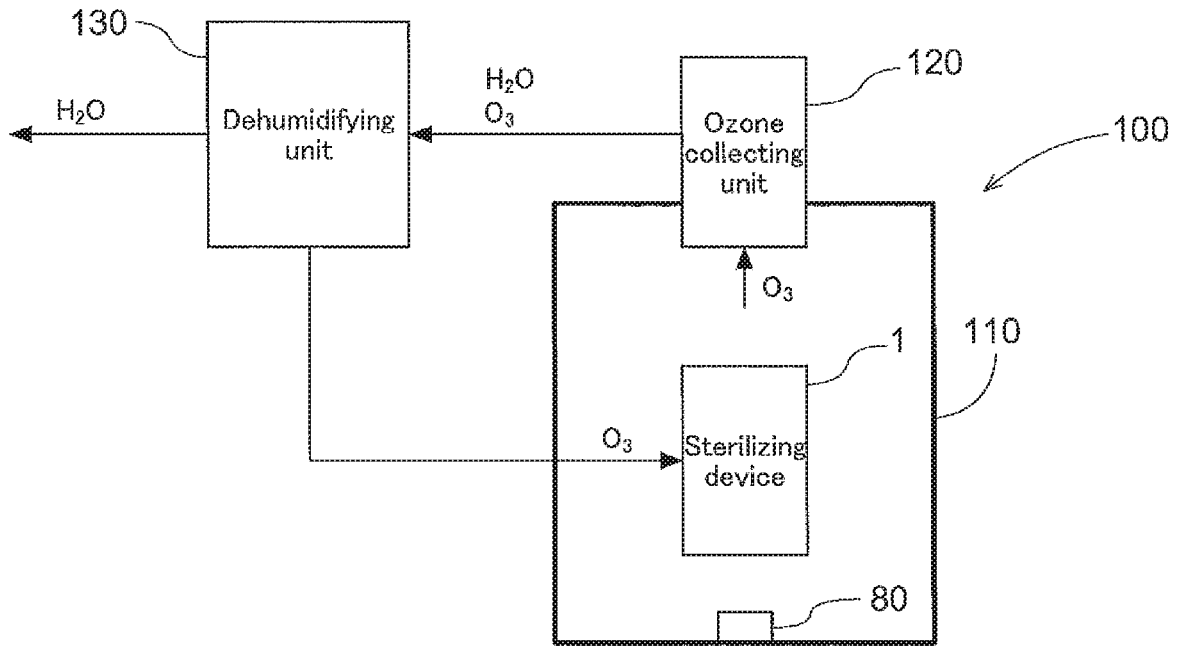 130
H₂O
Dehumidifying
unit
H₂O
O₃
Ozone
collecting
unit
120
100
O₃
1
110
O₃
Sterilizing
device
80